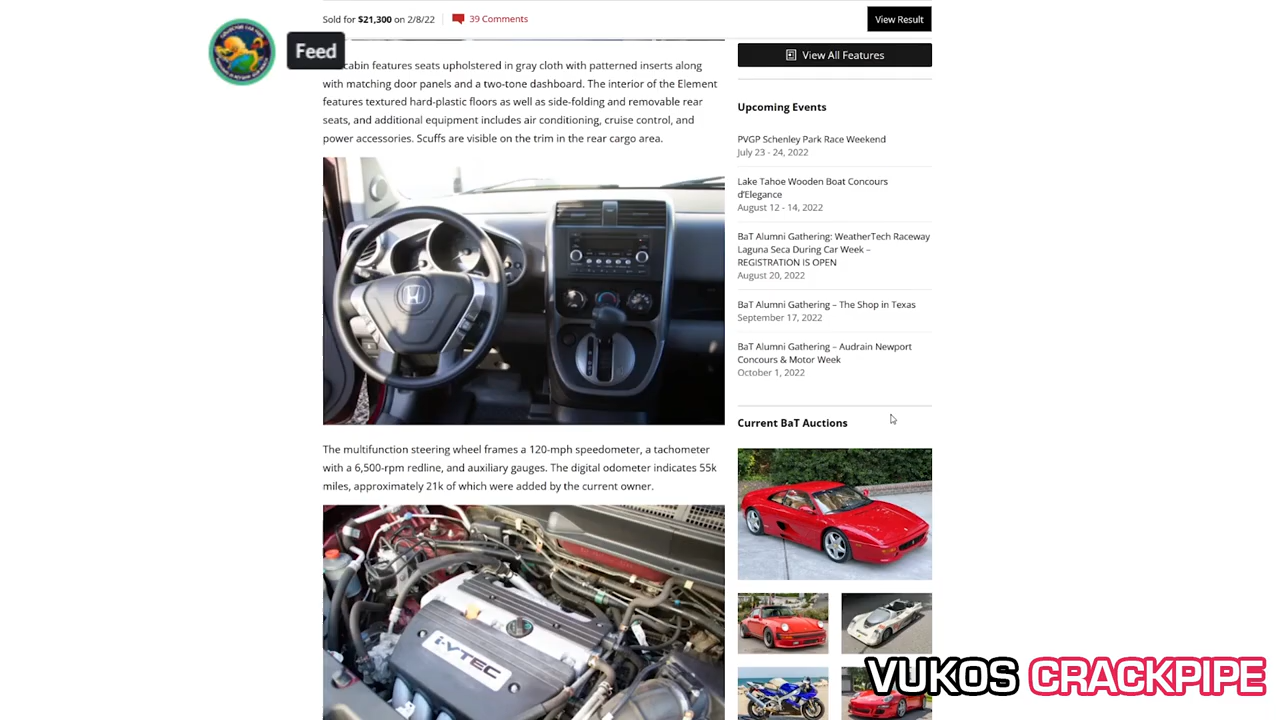 Sold for $21,300 on 2/8/22
39 Comments
View Result
Feed
View All Features
cabin features seats upholstered in gray cloth with patterned inserts along
with matching door panels and a two-tone dashboard. The interior of the Element
features textured hard-plastic floors as well as side-folding and removable rear
seats, and additional equipment includes air conditioning, cruise control, and
power accessories. Scuffs are visible on the trim in the rear cargo area.
The multifunction steering wheel frames a 120-mph speedometer, a tachometer
with a 6,500-rpm redline, and auxiliary gauges. The digital odometer indicates 55k
miles, approximately 21k of which were added by the current owner.
i-VTEC
Upcoming Events
PVGP Schenley Park Race Weekend
July 23 - 24, 2022
Lake Tahoe Wooden Boat Concours
d'Elegance
August 12 - 14, 2022
BaT Alumni Gathering: WeatherTech Raceway
Laguna Seca During Car Week –
REGISTRATION IS OPEN
August 20, 2022
BaT Alumni Gathering – The Shop in Texas
September 17, 2022
BaT Alumni Gathering – Audrain Newport
Concours & Motor Week
October 1, 2022
Current BaT Auctions
VUKOS CRACKPIPE